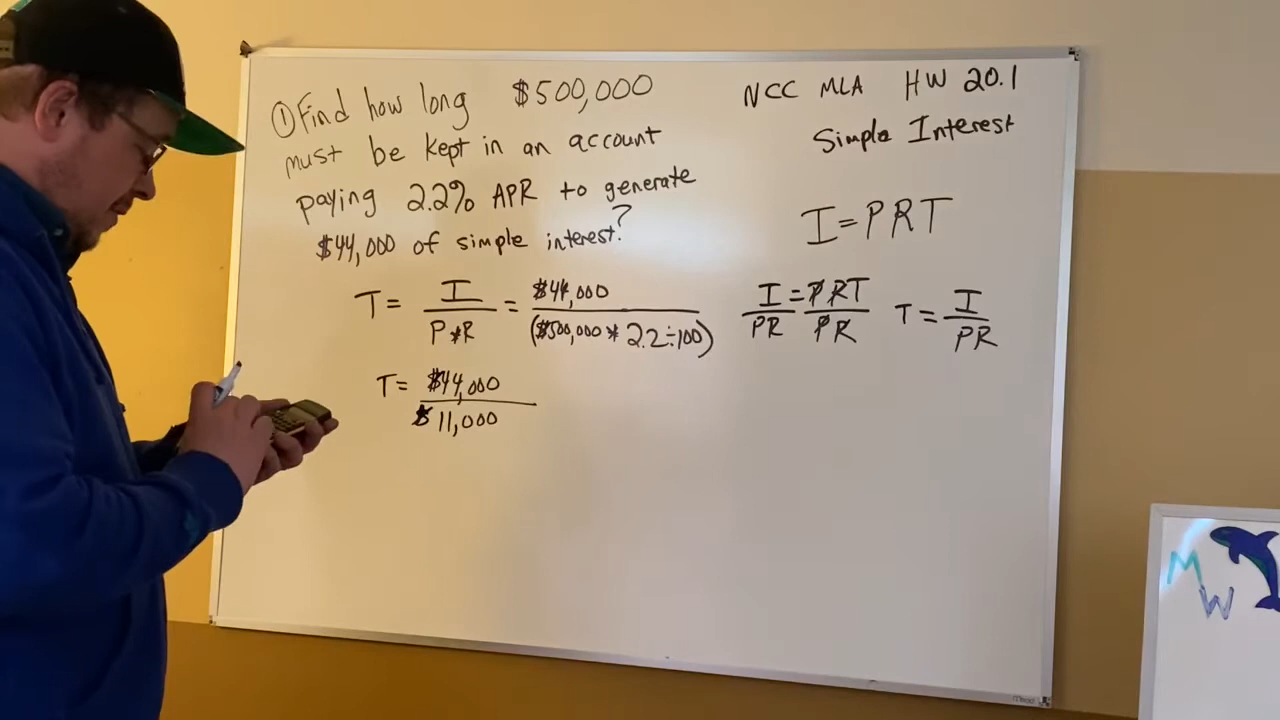 ① Find how long $500,000
must be kept in an account
paying 2.2% APR to generate
$44,000 of simple interest?
T = I / P*R = $44,000 / ($500,000 * 2.2÷100)
T = $44,000 / $11,000
NCC MLA HW 20.1
Simple Interest
I = PRT
I / PR = PRT / PR T = I / PR
M
W